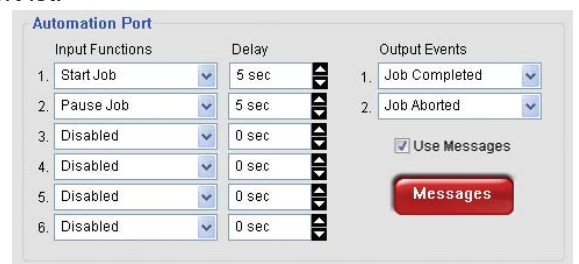 Automation Port
Input Functions Delay Output Events
1. Start Job 5 sec 1. Job Completed
2. Pause Job 5 sec 2. Job Aborted
3. Disabled 0 sec
Use Messages
4. Disabled 0 sec
5. Disabled 0 sec
Messages
6. Disabled 0 sec